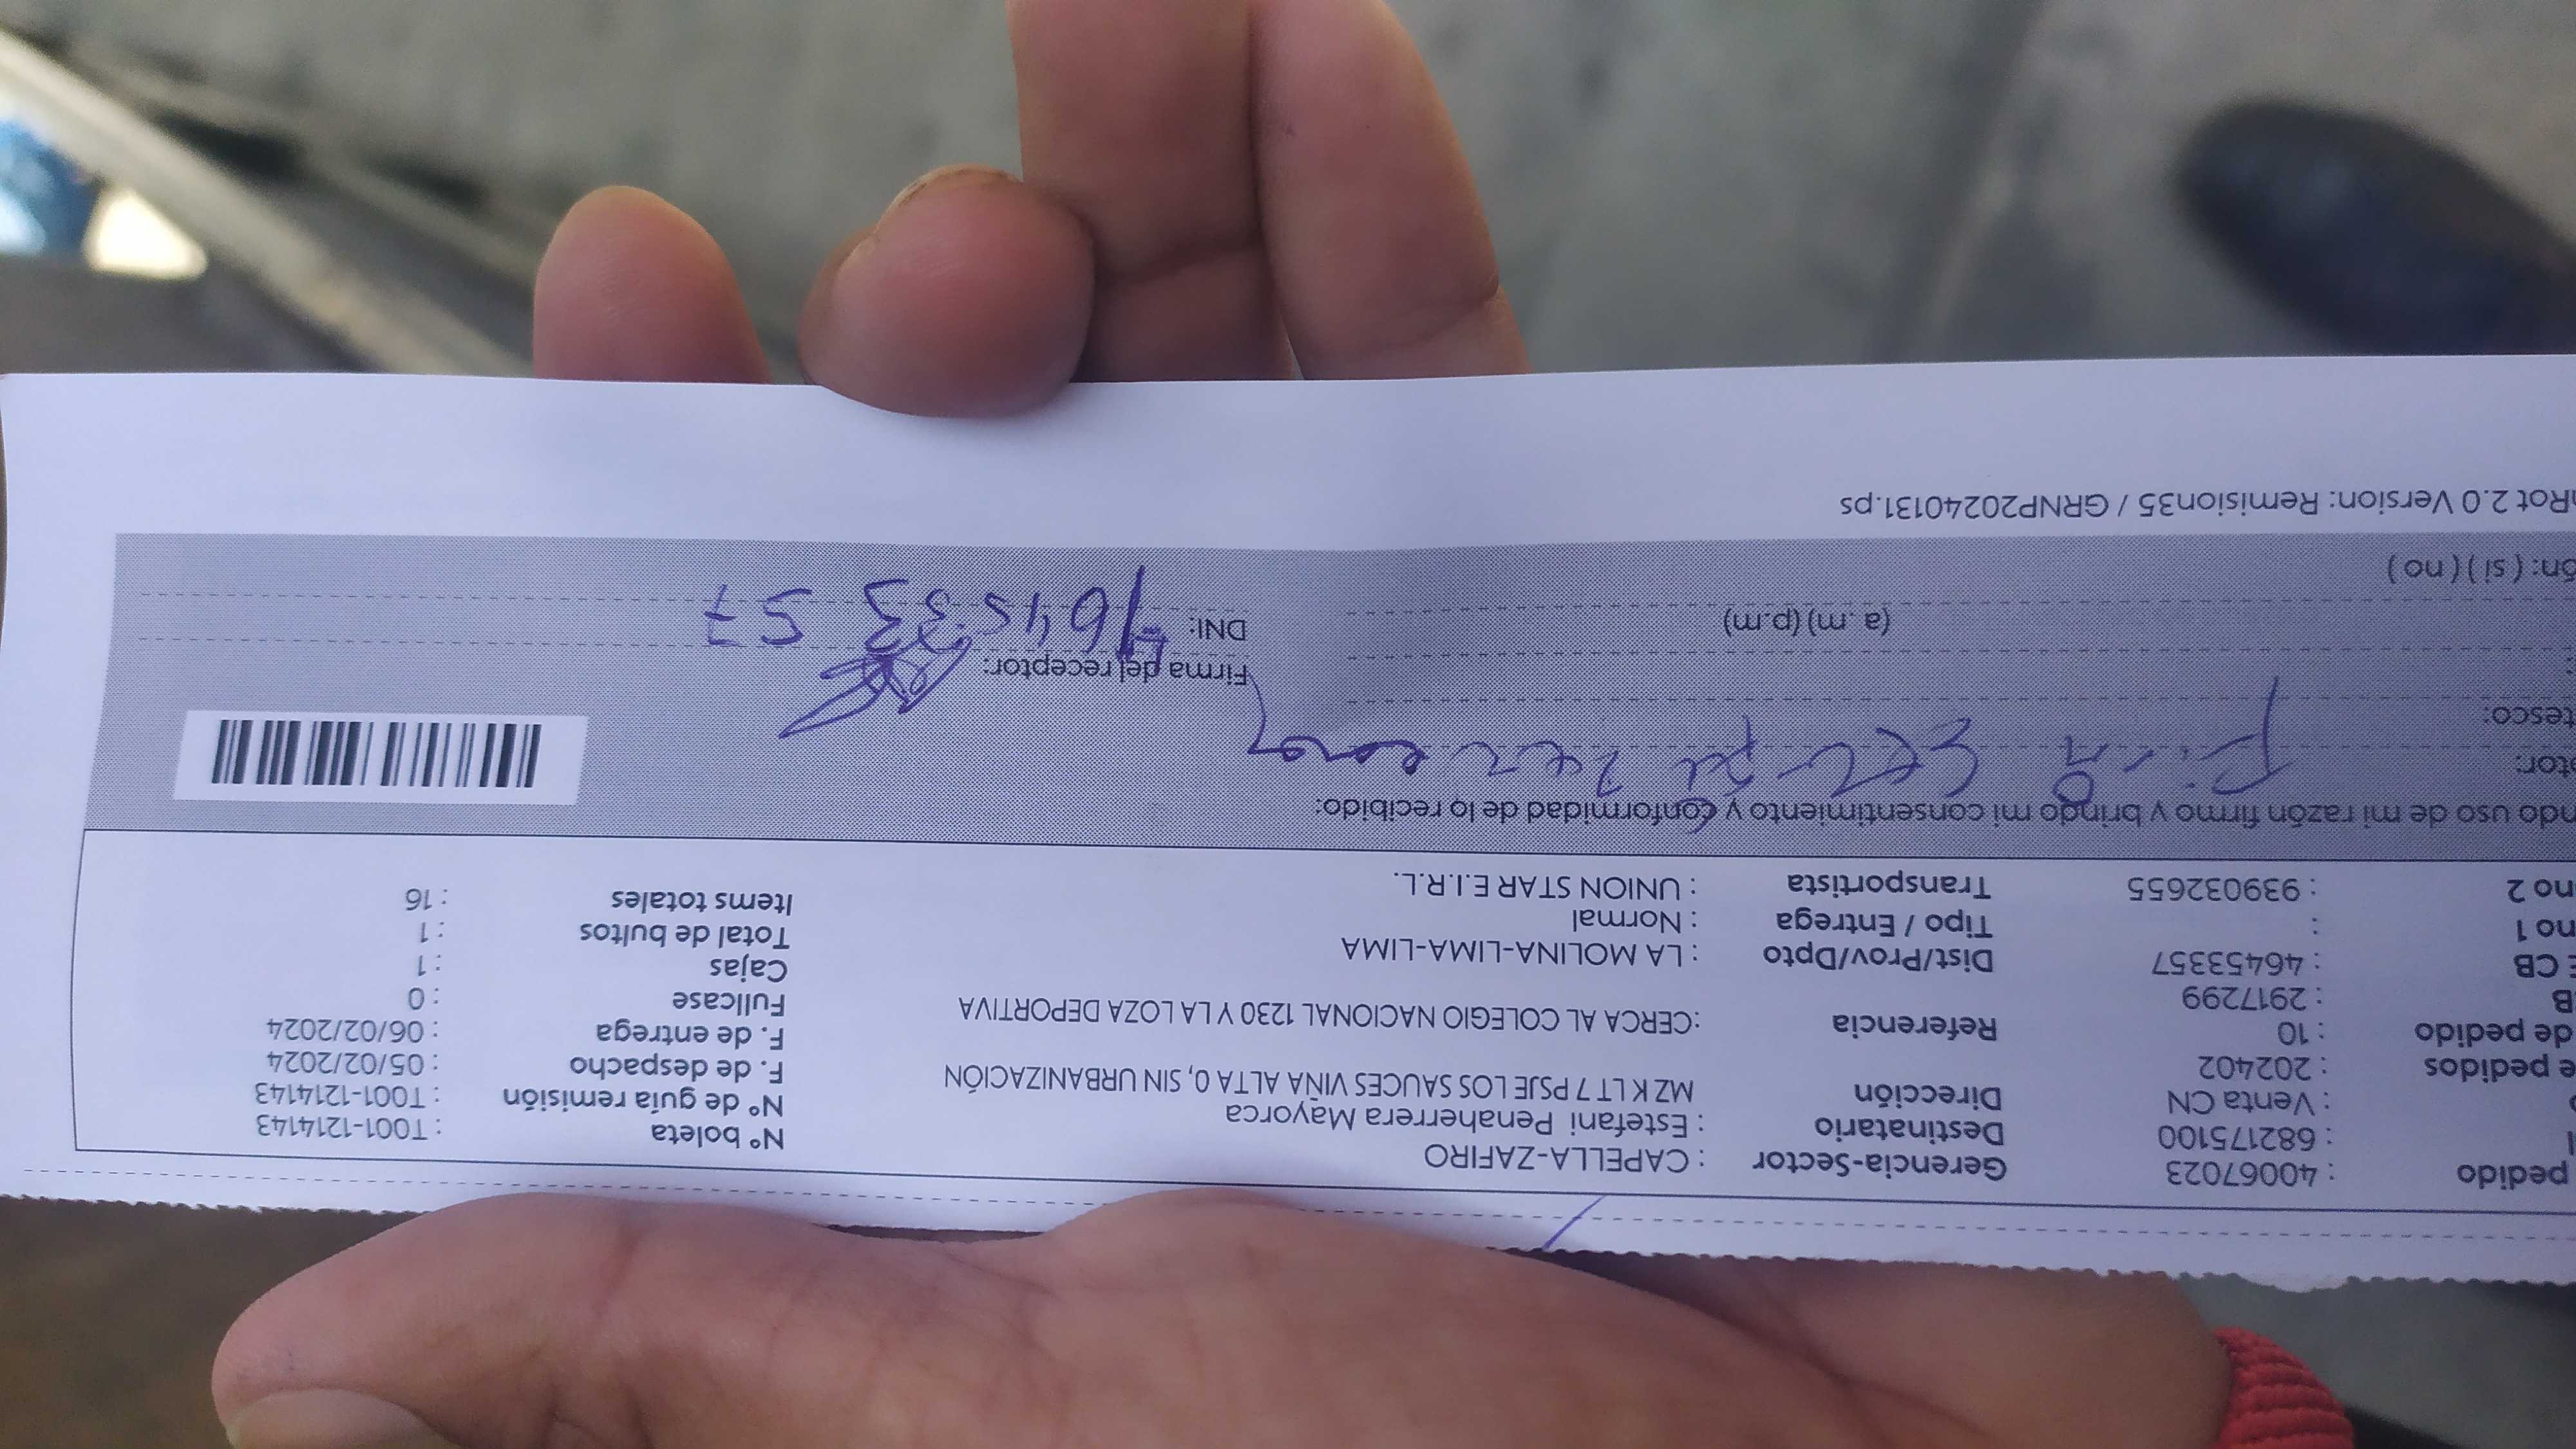 pedido : 40067023 Gerencia-Sector : CAPELLA-ZAFIRO
: 682175100 Destinatario : Estefani Penaherrera Mayorca Nº boleta : T001-1214143
: Venta CN Dirección MZ K LT 7 PSJE LOS SAUCES VIÑA ALTA 0, SIN URBANIZACIÓN Nº de guía remisión : T001-1214143
e pedidos : 202402 F. de despacho : 05/02/2024
de pedido : 10 Referencia :CERCA AL COLEGIO NACIONAL 1230 Y LA LOZA DEPORTIVA F. de entrega : 06/02/2024
B : 2917299 Fullcase : 0
E CB : 46453357 Dist/Prov/Dpto : LA MOLINA-LIMA-LIMA Cajas : 1
no 1 : Tipo / Entrega : Normal Total de bultos : 1
no 2 : 939032655 Transportista : UNION STAR E.I.R.L. Items totales : 16
ndo uso de mi razón firmo y brindo mi consentimiento y conformidad de lo recibido:
tor:
tesco:
: Firma del receptor:
(a. m) (p.m) DNI:
ón: ( si ) ( no )
Rot 2.0 Version: Remision35 / GRNP20240131.ps